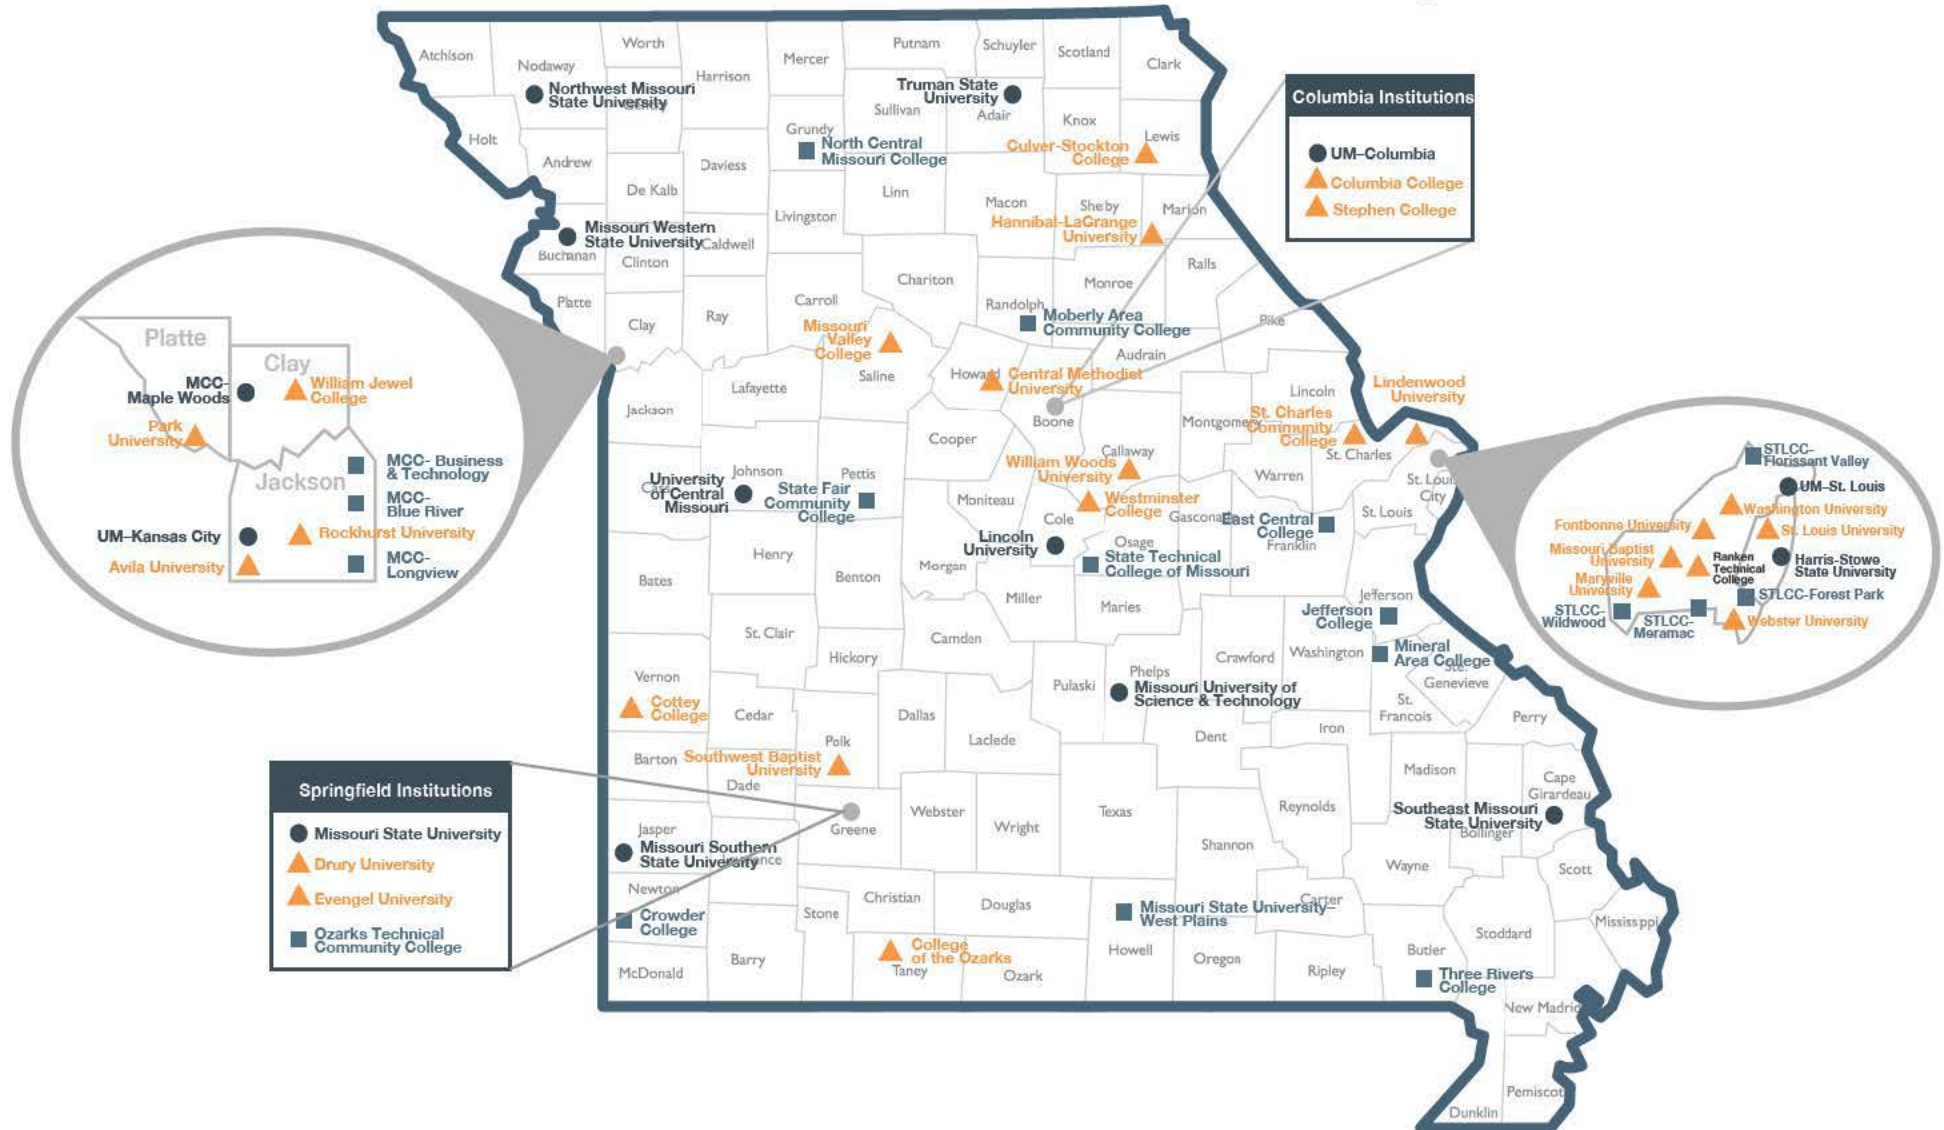 Atchison
Nodaway
Worth
Harrison
Mercer
Putnam
Schuyler
Scotland
Clark
Northwest Missouri
State University
Truman State
University
Sullivan
Adair
Knox
Lewis
Holt
Andrew
Grundy
North Central
Missouri College
Culver-Stockton
College
Daviess
De Kalb
Linn
Livingston
Macon
Shelby
Marion
Hannibal-LaGrange
University
Missouri Western
State University
Caldwell
Buchanan
Clinton
Chariton
Ralls
Monroe
Platte
Clay
Ray
Carroll
Randolph
Moberly Area
Community College
Pike
Audrain
Missouri
Valley
College
Saline
Howard
Central Methodist
University
Boone
Lafayette
Jackson
Cooper
Montgomery
Lincoln
Lindenwood
University
St. Charles
Community
College
St. Charles
Callaway
William Woods
University
Warren
St. Louis
City
St. Louis
Johnson
Cass
University
of Central
Missouri
Pettis
State Fair
Community
College
Moniteau
Westminster
College
Cole
Gasconade
East Central
College
Franklin
Lincoln
University
Osage
State Technical
College of Missouri
Henry
Benton
Morgan
Bates
Miller
Maries
Jefferson
Jefferson
College
St. Clair
Camden
Hickory
Phelps
Crawford
Washington
Mineral
Area College
Ste.
Genevieve
Vernon
Pulaski
Missouri University of
Science & Technology
St.
Francois
Perry
Cottey
College
Cedar
Dallas
Laclede
Dent
Iron
Polk
Barton
Southwest Baptist
University
Dade
Madison
Cape
Girardeau
Webster
Wright
Texas
Reynolds
Southeast Missouri
State University
Bollinger
Greene
Jasper
Missouri Southern
State University
Lawrence
Shannon
Wayne
Scott
Newton
Christian
Douglas
Stone
Carter
Crowder
College
Missouri State University–
West Plains
Mississippi
Stoddard
College
of the Ozarks
Taney
Ozark
Howell
Oregon
Ripley
Butler
Barry
McDonald
Three Rivers
College
New Madrid
Pemiscot
Dunklin
Columbia Institutions
UM–Columbia
Columbia College
Stephen College
Platte
Clay
MCC-
Maple Woods
William Jewel
College
Park
University
Jackson
MCC- Business
& Technology
MCC-
Blue River
UM–Kansas City
Rockhurst University
Avila University
MCC-
Longview
Springfield Institutions
Missouri State University
Drury University
Evengel University
Ozarks Technical
Community College
STLCC-
Florissant Valley
UM–St. Louis
Washington University
Fontbonne University
St. Louis University
Missouri Baptist
University
Ranken
Technical
College
Harris-Stowe
State University
Maryville
University
STLCC-Forest Park
STLCC-
Wildwood
STLCC-
Meramac
Webster University